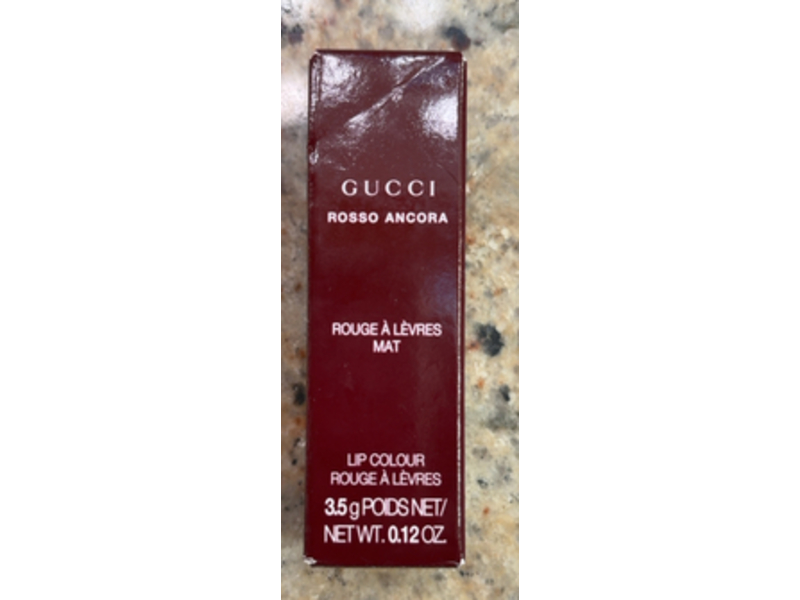 GUCCI
ROSSO ANCORA
ROUGE À LÈVRES
MAT
LIP COLOUR
ROUGE À LÈVRES
3.5 g POIDS NET/
NET WT. 0.12 OZ.